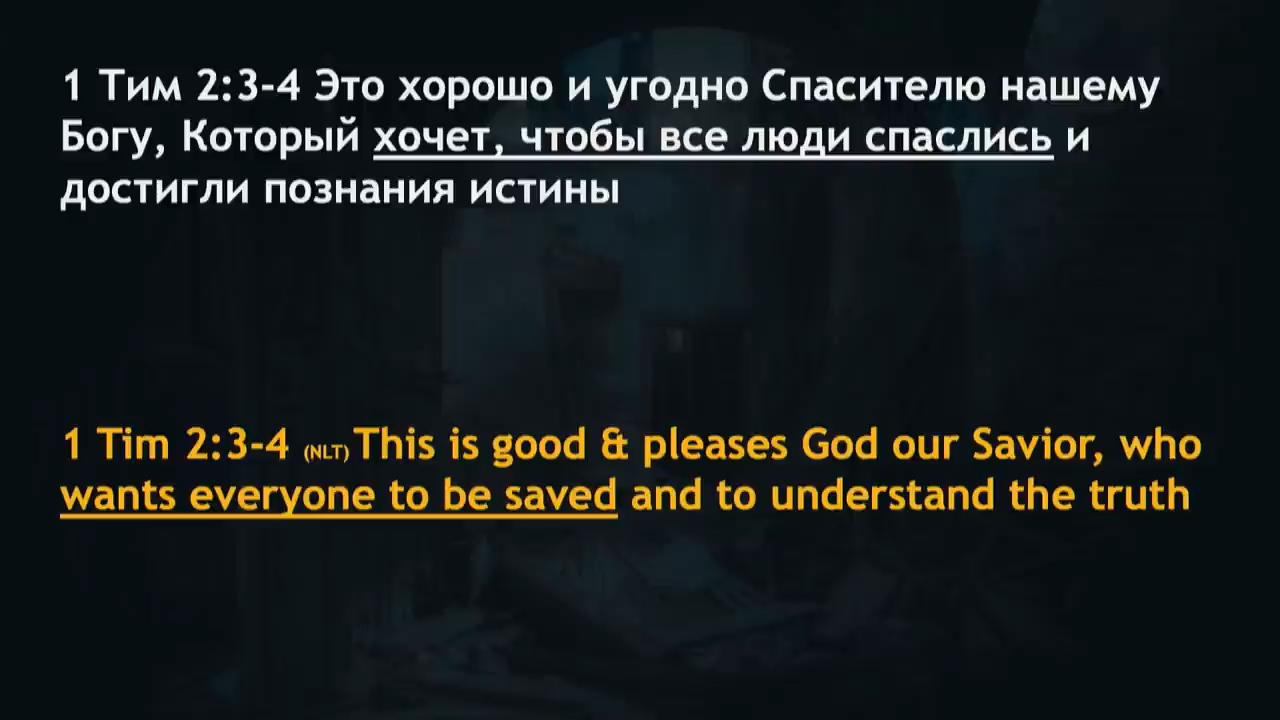 1 Тим 2:3-4 Это хорошо и угодно Спасителю нашему
Богу, Который хочет, чтобы все люди спаслись и
достигли познания истины
1 Tim 2:3-4 (NLT) This is good & pleases God our Savior, who
wants everyone to be saved and to understand the truth